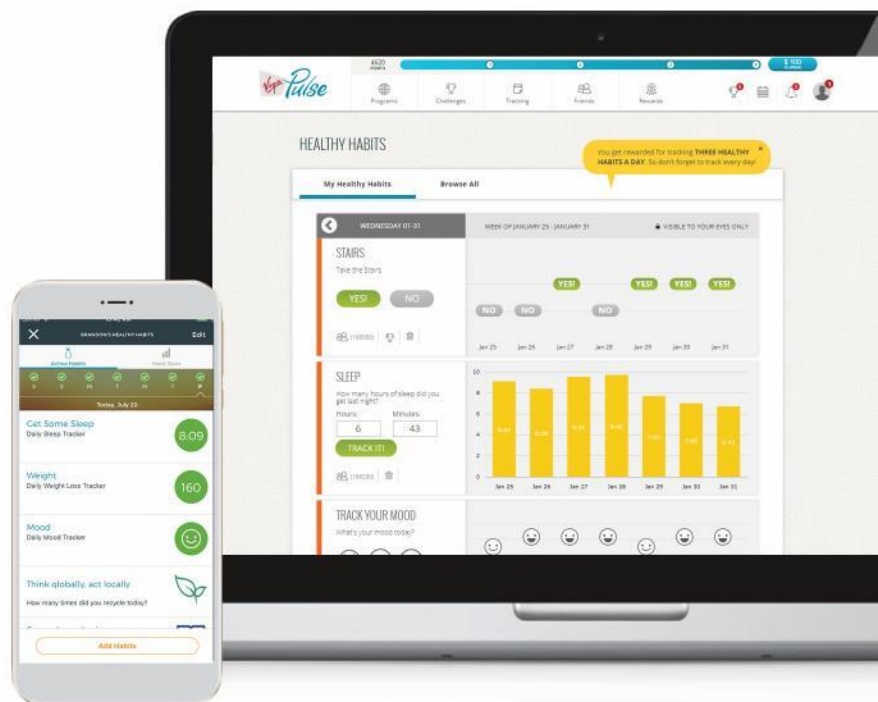 Virgin Pulse
4620
$ 100
Programs
Challenges
Tracking
Friends
Rewards
HEALTHY HABITS
You get rewarded for tracking THREE HEALTHY
HABITS A DAY. So don't forget to track every day!
My Healthy Habits
Browse All
WEDNESDAY 01-31
WEEK OF JANUARY 25 - JANUARY 31
VISIBLE TO YOUR EYES ONLY
STAIRS
Take the Stairs
YES!
NO
NO
NO
YES!
NO
YES!
YES!
YES!
Jan 25
Jan 26
Jan 27
Jan 28
Jan 29
Jan 30
Jan 31
SLEEP
How many hours of sleep did you
get last night?
Hours:
Minutes:
6
43
TRACK IT!
10
8
6
4
2
0
Jan 25
Jan 26
Jan 27
Jan 28
Jan 29
Jan 30
Jan 31
TRACK YOUR MOOD
What's your mood today?
BRANDON'S HEALTHY HABITS
Edit
Active Habits
Today, July 20
Get Some Sleep
Daily Sleep Tracker
8:09
Weight
Daily Weight Loss Tracker
160
Mood
Daily Mood Tracker
Think globally, act locally
How many times did you recycle today?
Add Habits